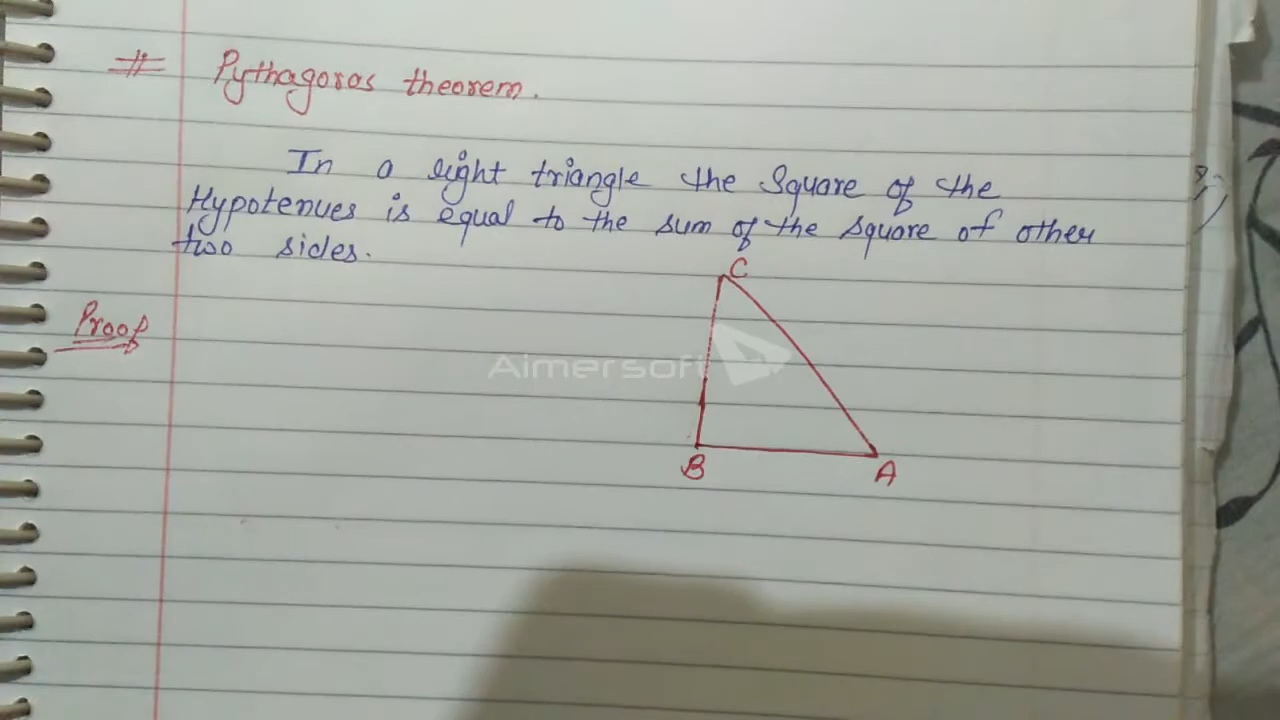 # Pythagoras theorem.
In a right triangle the Square of the
Hypotenues is equal to the sum of the square of other
two sides.
C
Proof
Aimersoft
B
A